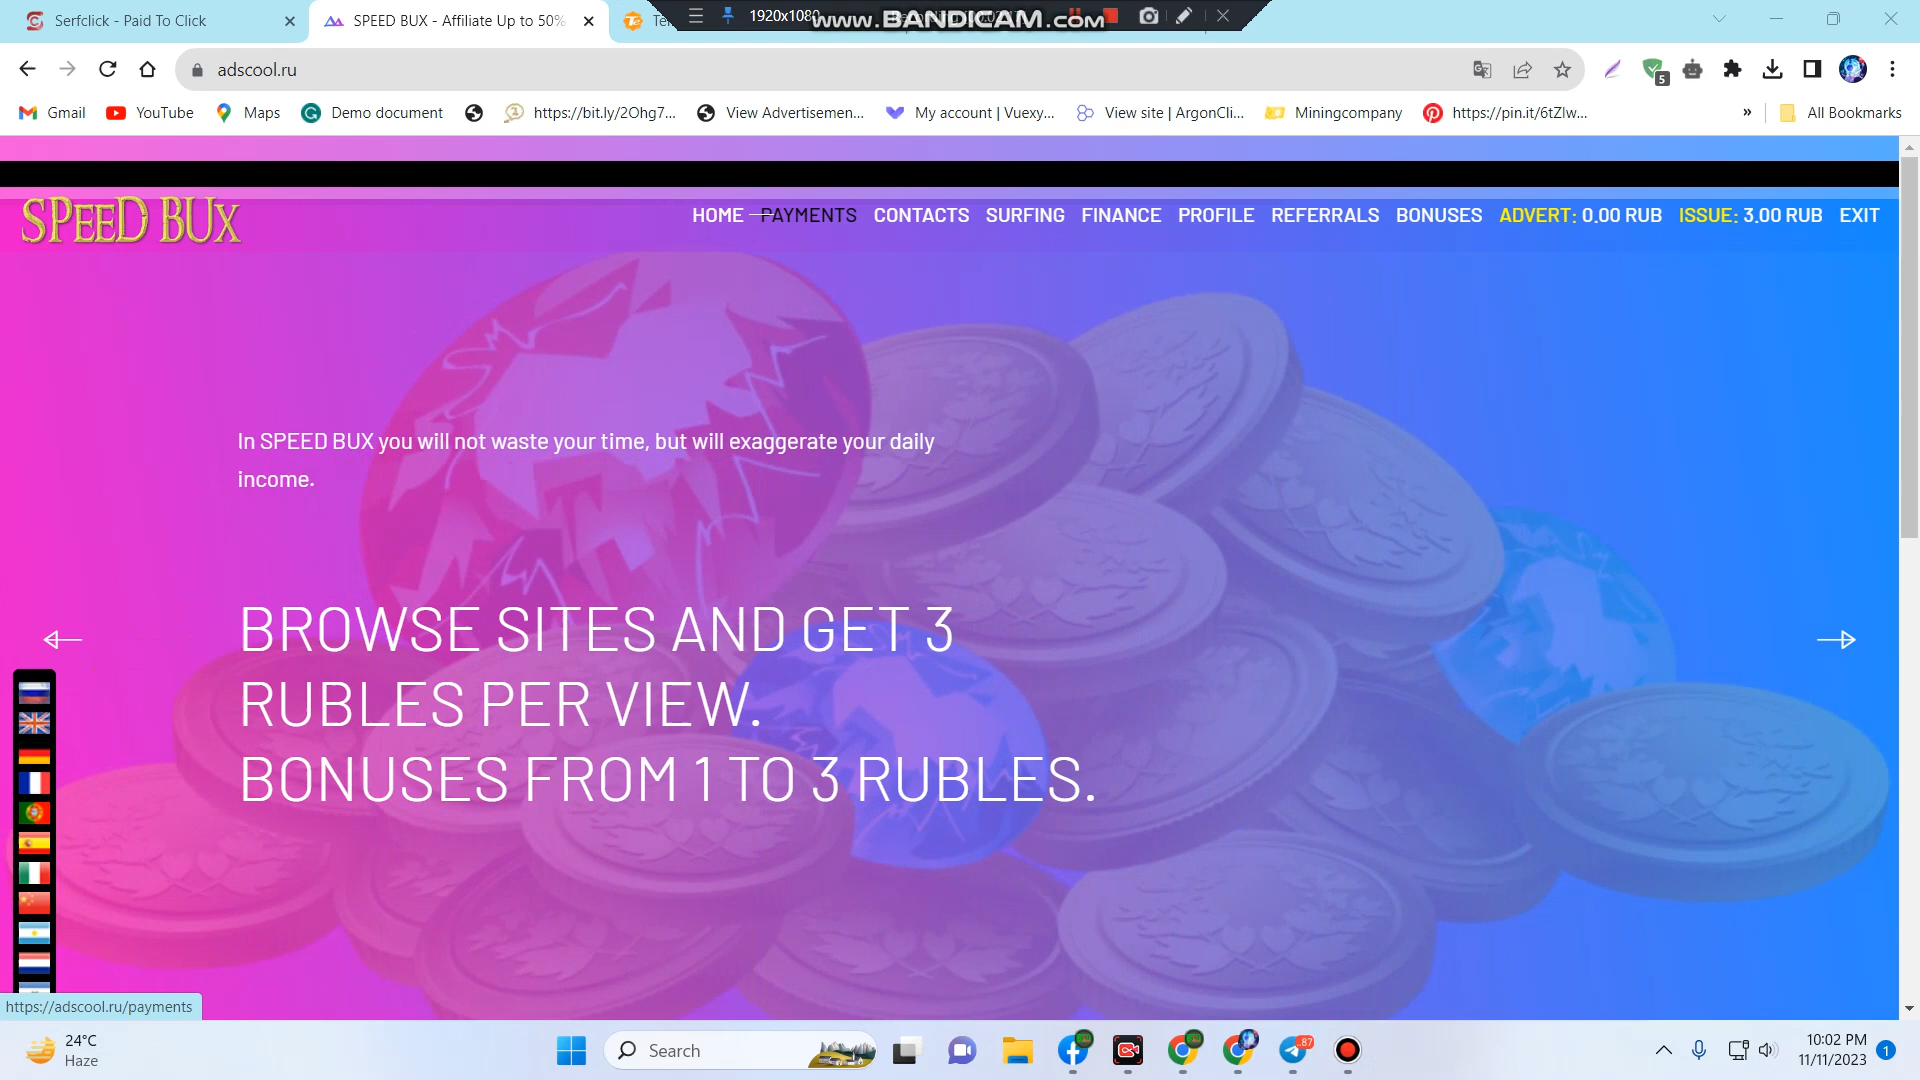 Serfclick - Paid To Click
SPEED BUX - Affiliate Up to 50%
1920x1080
www.BANDICAM.com
adscool.ru
5
Gmail
YouTube
Maps
Demo document
https://bit.ly/2Ohg7...
View Advertisemen...
My account | Vuexy...
View site | ArgonCli...
Miningcompany
https://pin.it/6tZlw...
»
All Bookmarks
SPEED BUX
HOME
PAYMENTS
CONTACTS
SURFING
FINANCE
PROFILE
REFERRALS
BONUSES
ADVERT: 0.00 RUB
ISSUE: 3.00 RUB
EXIT
In SPEED BUX you will not waste your time, but will exaggerate your daily
income.
BROWSE SITES AND GET 3
RUBLES PER VIEW.
BONUSES FROM 1 TO 3 RUBLES.
https://adscool.ru/payments
24°C
Haze
Search
87
10:02 PM
11/11/2023
1